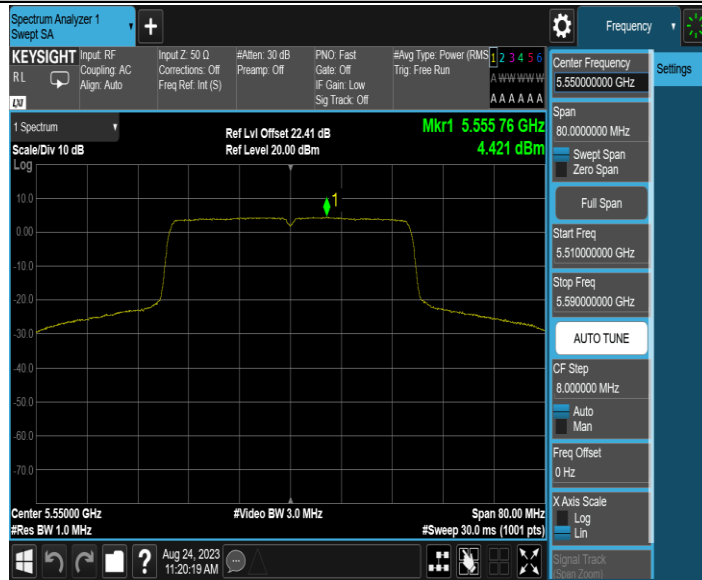 Spectrum Analyzer 1
Swept SA
+
Frequency
KEYSIGHT
RL
LXI
Input: RF
Coupling: AC
Align: Auto
Input Z: 50 Ω
Corrections: Off
Freq Ref: Int (S)
#Atten: 30 dB
Preamp: Off
PNO: Fast
Gate: Off
IF Gain: Low
Sig Track: Off
#Avg Type: Power (RMS
Trig: Free Run
1 2 3 4 5 6
A W W W W W
A A A A A A
1 Spectrum
Scale/Div 10 dB
Log
Ref Lvl Offset 22.41 dB
Ref Level 20.00 dBm
Mkr1 5.555 76 GHz
4.421 dBm
1
10.0
0.00
-10.0
-20.0
-30.0
-40.0
-50.0
-60.0
-70.0
Center 5.55000 GHz
#Res BW 1.0 MHz
#Video BW 3.0 MHz
Span 80.00 MHz
#Sweep 30.0 ms (1001 pts)
Center Frequency
5.550000000 GHz
Settings
Span
80.0000000 MHz
Swept Span
Zero Span
Full Span
Start Freq
5.510000000 GHz
Stop Freq
5.590000000 GHz
AUTO TUNE
CF Step
8.000000 MHz
Auto
Man
Freq Offset
0 Hz
X Axis Scale
Log
Lin
Signal Track
(Span Zoom)
?
Aug 24, 2023
11:20:19 AM